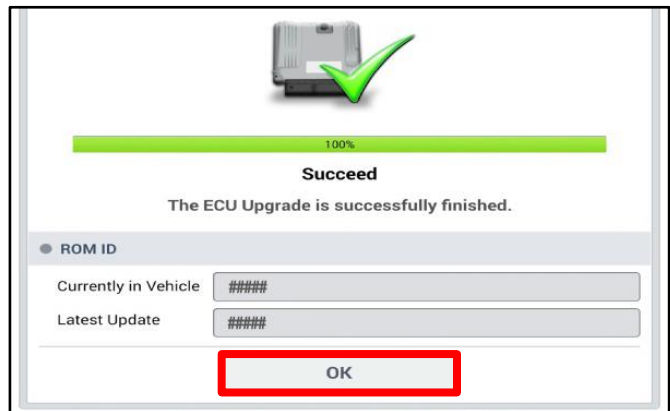 100%
Succeed
The ECU Upgrade is successfully finished.
ROM ID
Currently in Vehicle #####
Latest Update #####
OK